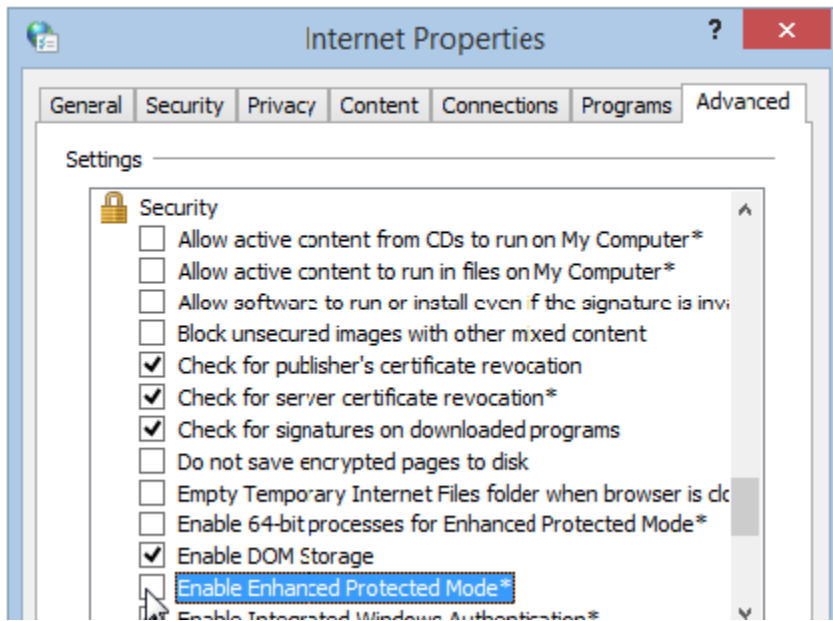 Internet Properties
?
General Security Privacy Content Connections Programs Advanced
Settings
Security
Allow active content from CDs to run on My Computer*
Allow active content to run in files on My Computer*
Allow software to run or install even if the signature is inv
Block unsecured images with other mixed content
Check for publisher's certificate revocation
Check for server certificate revocation*
Check for signatures on downloaded programs
Do not save encrypted pages to disk
Empty Temporary Internet Files folder when browser is clo
Enable 64-bit processes for Enhanced Protected Mode*
Enable DOM Storage
Enable Enhanced Protected Mode*
Enable Integrated Windows Authentication*